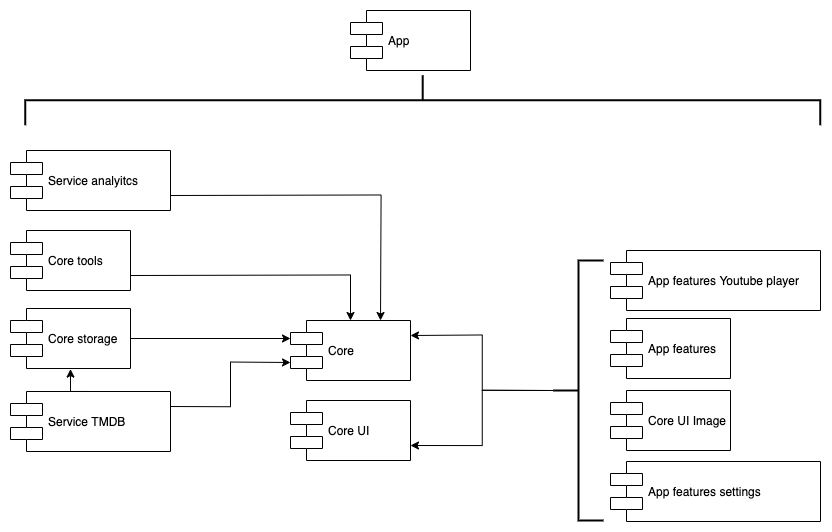 App
Service analyitcs
Core tools
Core storage
Service TMDB
Core
Core UI
App features Youtube player
App features
Core UI Image
App features settings